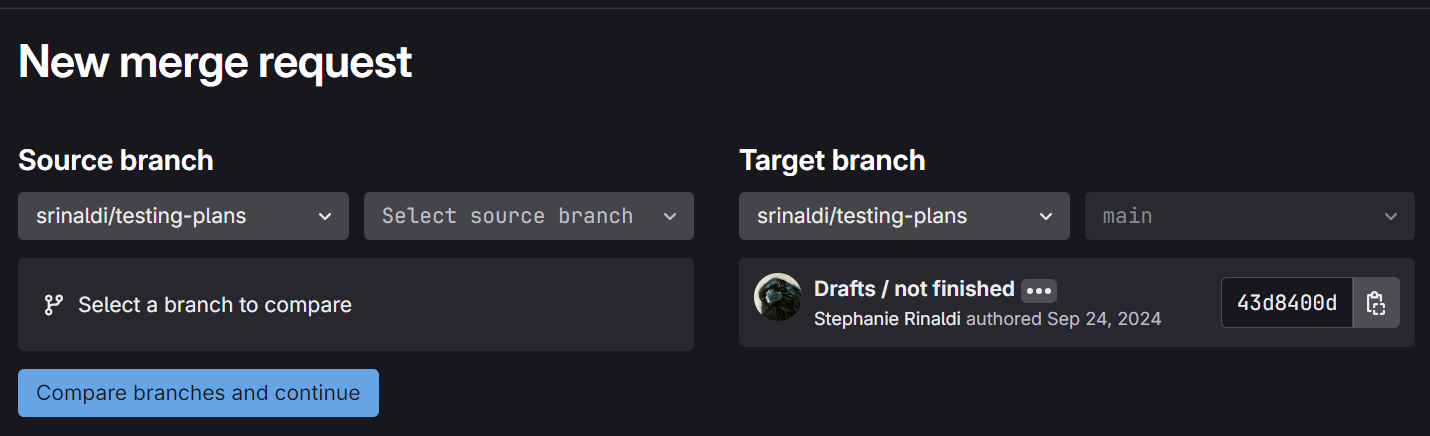 New merge request
Source branch
srinaldi/testing-plans
Select source branch
Select a branch to compare
Compare branches and continue
Target branch
srinaldi/testing-plans
main
Drafts / not finished
Stephanie Rinaldi authored Sep 24, 2024
43d8400d